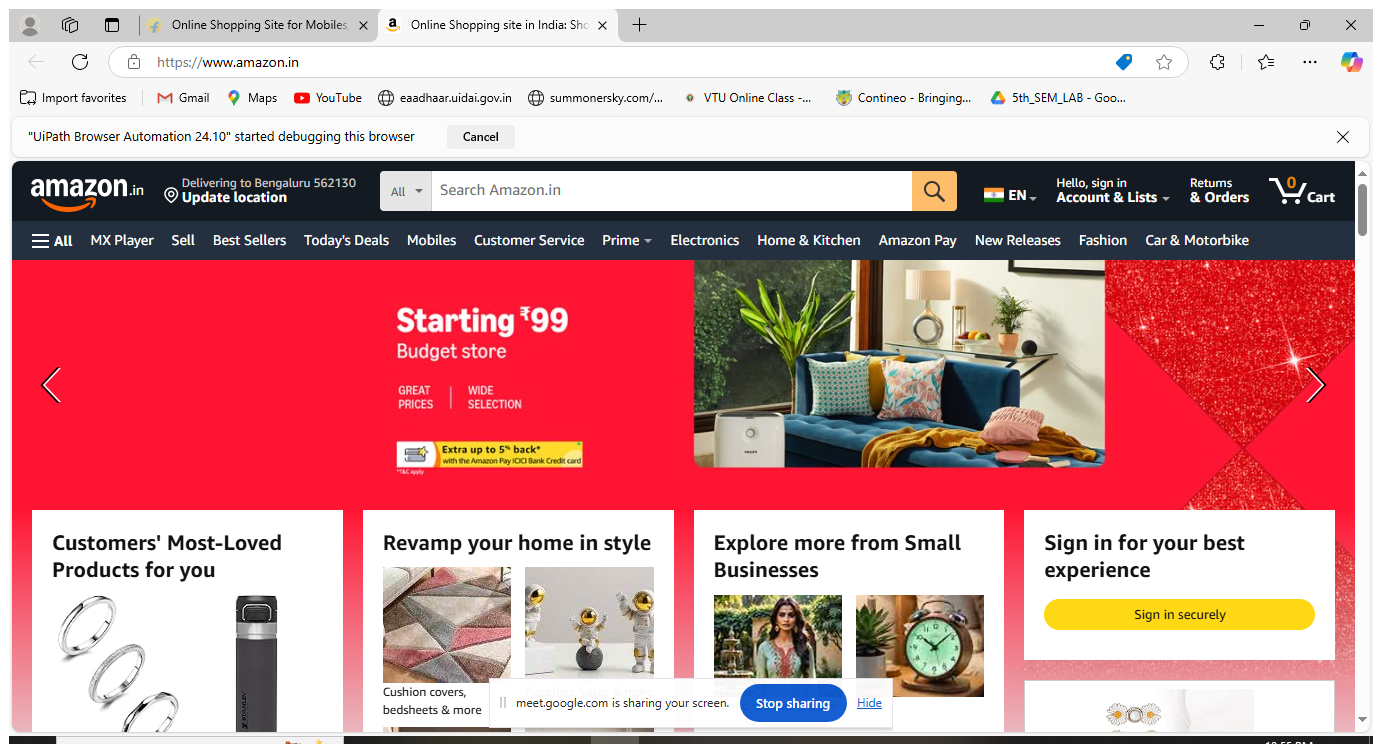 Online Shopping Site for Mobiles,
Online Shopping site in India: Sho
https://www.amazon.in
Import favorites
Gmail
Maps
YouTube
eaadhaar.uidai.gov.in
summonersky.com/...
VTU Online Class -...
Contineo - Bringing...
5th_SEM_LAB - Goo...
"UiPath Browser Automation 24.10" started debugging this browser
Cancel
amazon.in
Delivering to Bengaluru 562130
Update location
All
Search Amazon.in
EN
Hello, sign in
Account & Lists
Returns
& Orders
0
Cart
All
MX Player
Sell
Best Sellers
Today's Deals
Mobiles
Customer Service
Prime
Electronics
Home & Kitchen
Amazon Pay
New Releases
Fashion
Car & Motorbike
Starting ₹99
Budget store
GREAT
PRICES
WIDE
SELECTION
Extra up to 5% back*
with the Amazon Pay ICICI Bank Credit card
*T&C apply
PHILIPS
Customers' Most-Loved
Products for you
STANLEY
Revamp your home in style
Cushion covers,
bedsheets & more
Explore more from Small
Businesses
Sign in for your best
experience
Sign in securely
meet.google.com is sharing your screen.
Stop sharing
Hide